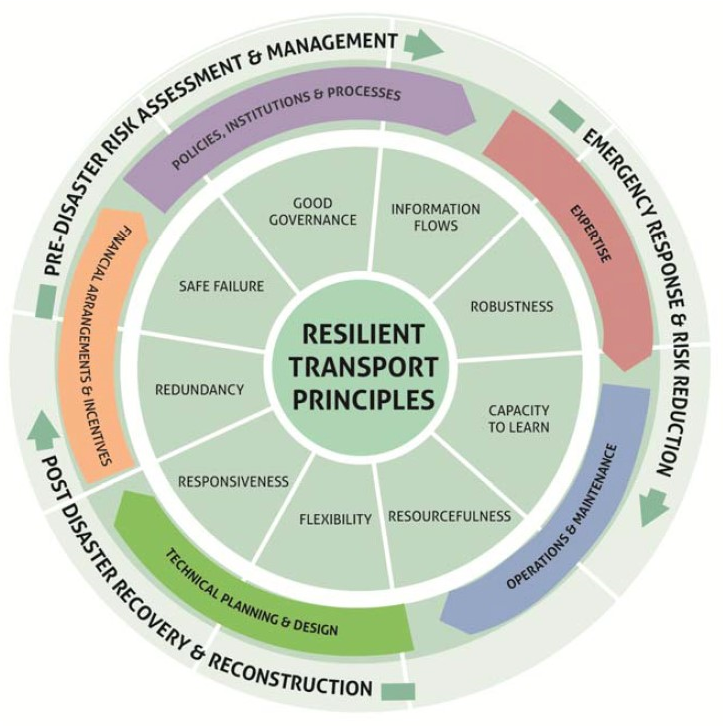 PRE-DISASTER RISK ASSESSMENT & MANAGEMENT
EMERGENCY RESPONSE & RISK REDUCTION
POST DISASTER RECOVERY & RECONSTRUCTION
POLICIES, INSTITUTIONS & PROCESSES
EXPERTISE
OPERATIONS & MAINTENANCE
TECHNICAL PLANNING & DESIGN
FINANCIAL ARRANGEMENTS & INCENTIVES
GOOD
GOVERNANCE
INFORMATION
FLOWS
ROBUSTNESS
CAPACITY
TO LEARN
RESOURCEFULNESS
FLEXIBILITY
RESPONSIVENESS
REDUNDANCY
SAFE FAILURE
RESILIENT
TRANSPORT
PRINCIPLES